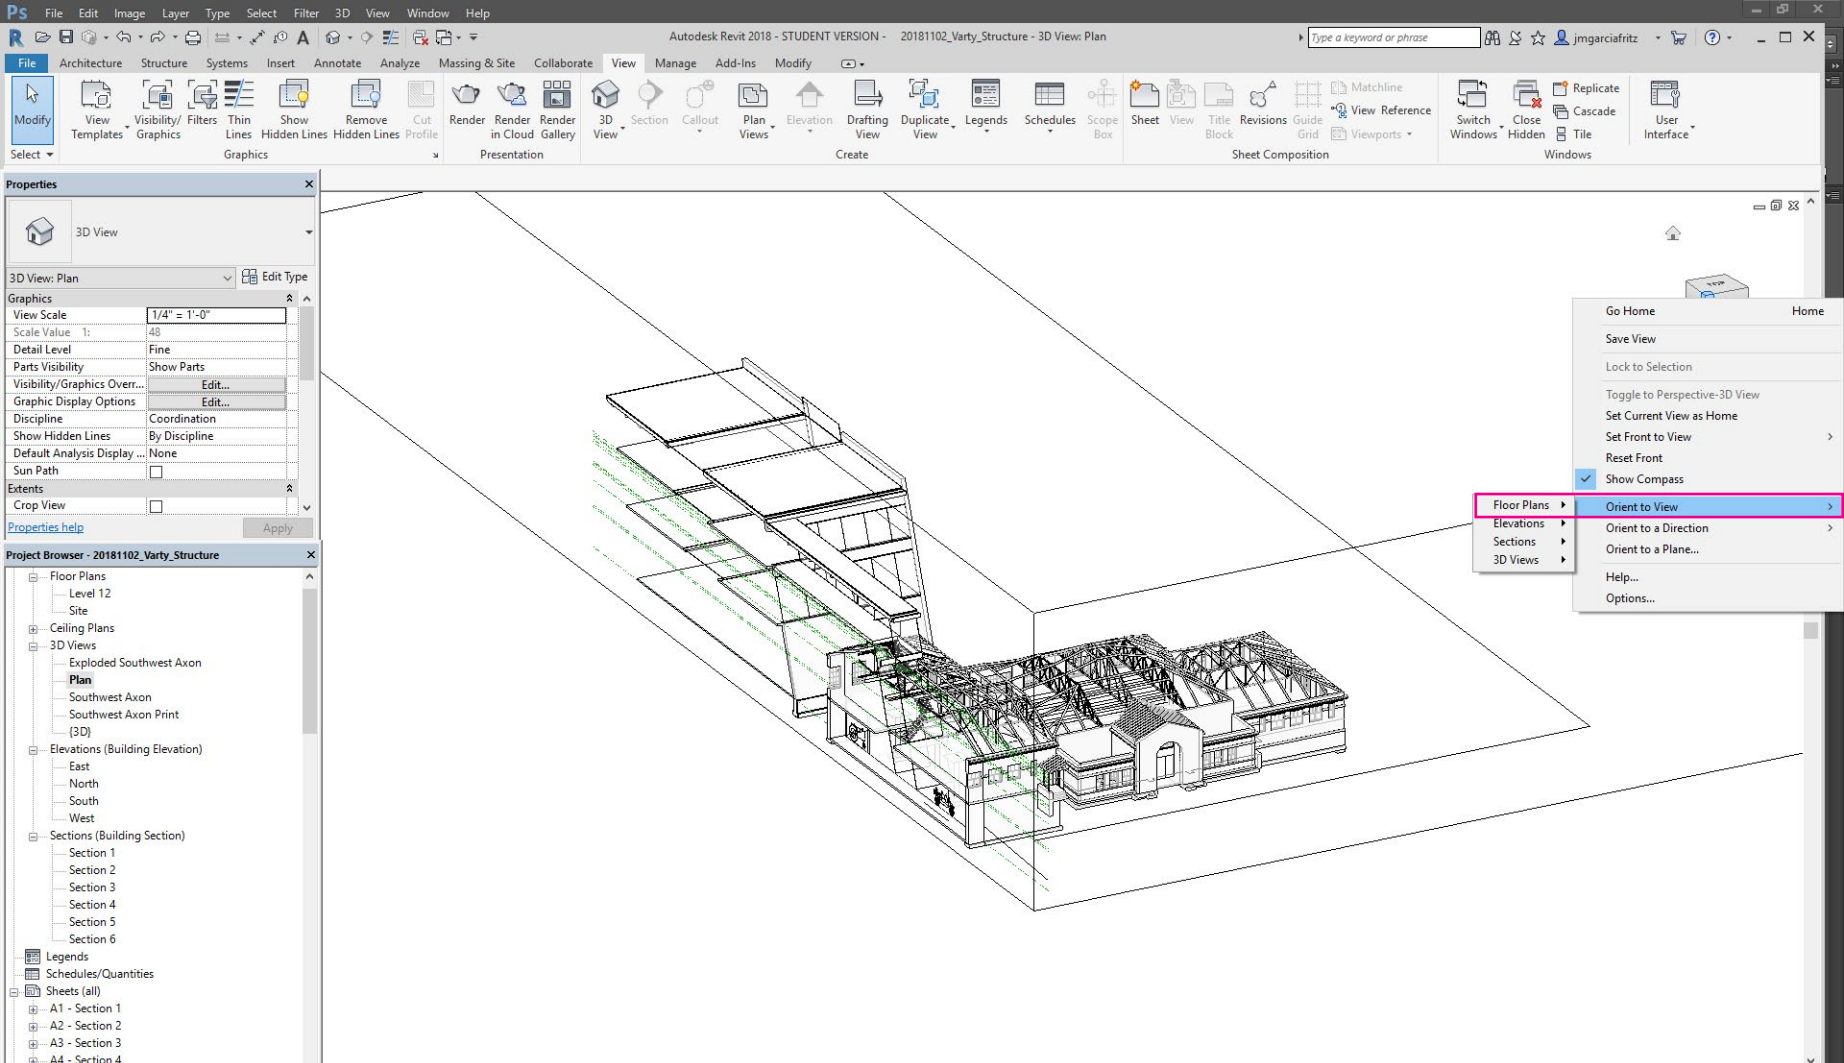 Ps File Edit Image Layer Type Select Filter 3D View Window Help
Autodesk Revit 2018 - STUDENT VERSION - 20181102_Varty_Structure - 3D View: Plan
Type a keyword or phrase
jmgarciafritz
File Architecture Structure Systems Insert Annotate Analyze Massing & Site Collaborate View Manage Add-Ins Modify
Modify
View Templates
Visibility/ Graphics
Filters
Thin Lines
Show Hidden Lines
Remove Hidden Lines
Cut Profile
Render
Render in Cloud
Render Gallery
3D View
Section
Callout
Plan Views
Elevation
Drafting View
Duplicate View
Legends
Schedules
Scope Box
Sheet
View
Title Block
Revisions
Guide Grid
Matchline
View Reference
Viewports
Switch Windows
Close Hidden
Replicate
Cascade
Tile
User Interface
Select
Graphics
Presentation
Create
Sheet Composition
Windows
Properties
3D View
3D View: Plan
Edit Type
Graphics
View Scale 1/4" = 1'-0"
Scale Value 1: 48
Detail Level Fine
Parts Visibility Show Parts
Visibility/Graphics Overr... Edit...
Graphic Display Options Edit...
Discipline Coordination
Show Hidden Lines By Discipline
Default Analysis Display ... None
Sun Path
Extents
Crop View
Properties help
Apply
Project Browser - 20181102_Varty_Structure
Floor Plans
Level 12
Site
Ceiling Plans
3D Views
Exploded Southwest Axon
Plan
Southwest Axon
Southwest Axon Print
{3D}
Elevations (Building Elevation)
East
North
South
West
Sections (Building Section)
Section 1
Section 2
Section 3
Section 4
Section 5
Section 6
Legends
Schedules/Quantities
Sheets (all)
A1 - Section 1
A2 - Section 2
A3 - Section 3
A4 - Section 4
Go Home Home
Save View
Lock to Selection
Toggle to Perspective-3D View
Set Current View as Home
Set Front to View
Reset Front
Show Compass
Orient to View
Orient to a Direction
Orient to a Plane...
Help...
Options...
Floor Plans
Elevations
Sections
3D Views